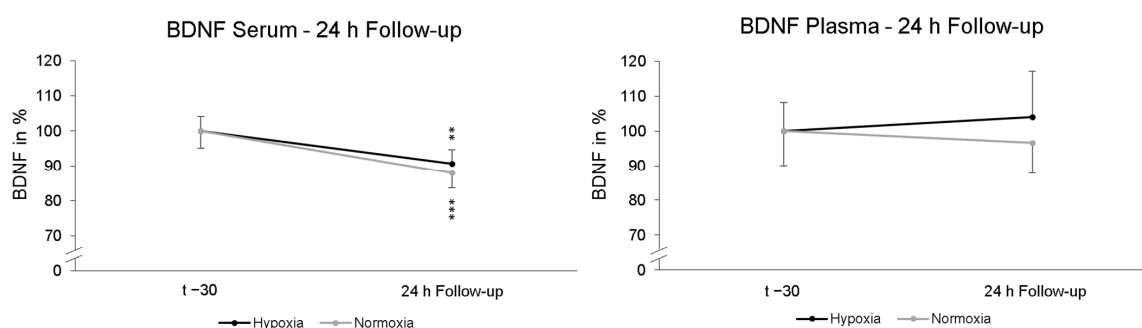 BDNF Serum - 24 h Follow-up
120
110
100
90
80
70
0
BDNF in %
**
***
t −30
24 h Follow-up
Hypoxia
Normoxia
BDNF Plasma - 24 h Follow-up
120
110
100
90
80
70
0
BDNF in %
t −30
24 h Follow-up
Hypoxia
Normoxia